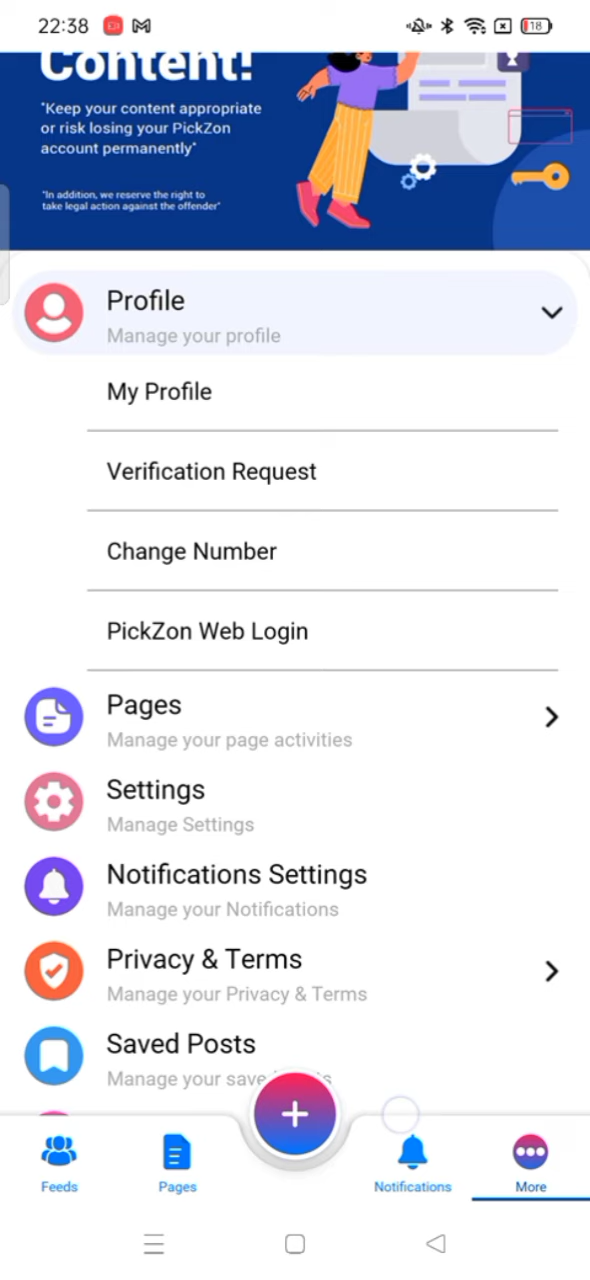 22:38
18
Content!
"Keep your content appropriate
or risk losing your PickZon
account permanently"
"In addition, we reserve the right to
take legal action against the offender"
Profile
Manage your profile
My Profile
Verification Request
Change Number
PickZon Web Login
Pages
Manage your page activities
Settings
Manage Settings
Notifications Settings
Manage your Notifications
Privacy & Terms
Manage your Privacy & Terms
Saved Posts
Manage your save
Feeds
Pages
Notifications
More